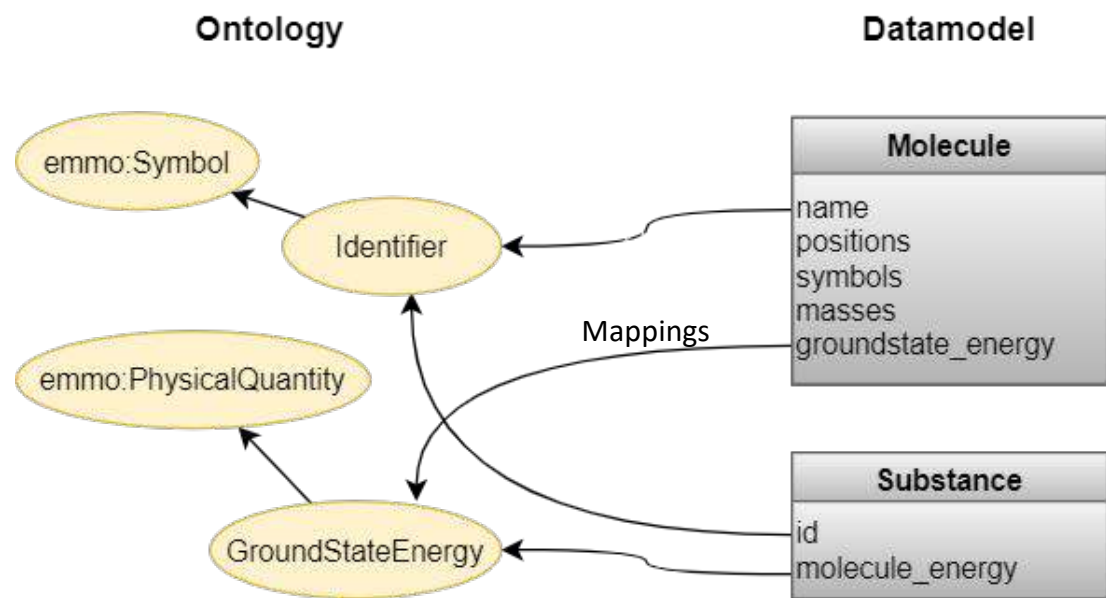 Ontology
Datamodel
emmo:Symbol
Identifier
emmo:PhysicalQuantity
GroundStateEnergy
Mappings
Molecule
name
positions
symbols
masses
groundstate_energy
Substance
id
molecule_energy